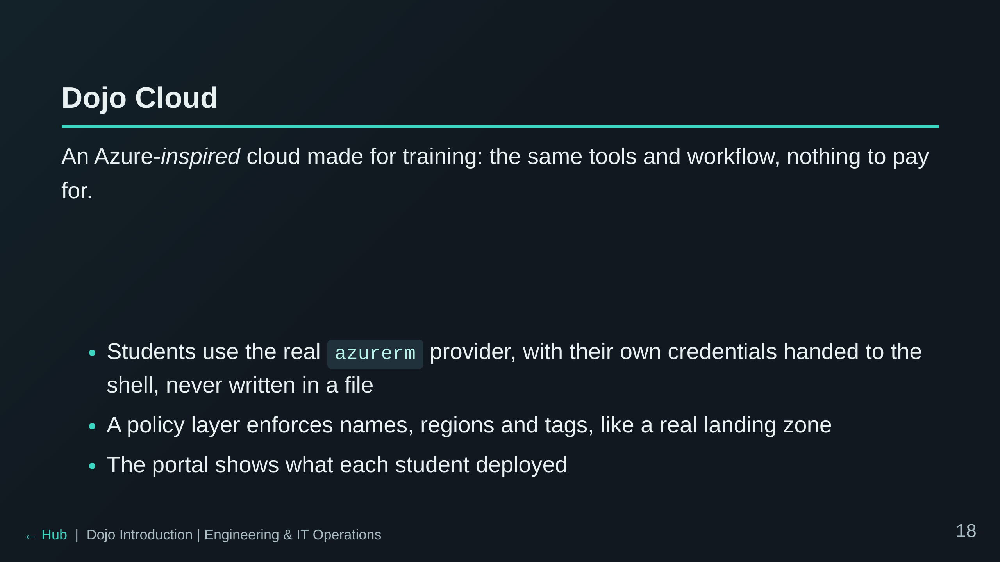 Dojo Cloud
An Azure-inspired cloud made for training: the same tools and workflow, nothing to pay
for.
• Students use the real azurerm provider, with their own credentials handed to the
shell, never written in a file
• A policy layer enforces names, regions and tags, like a real landing zone
• The portal shows what each student deployed
← Hub | Dojo Introduction | Engineering & IT Operations
18